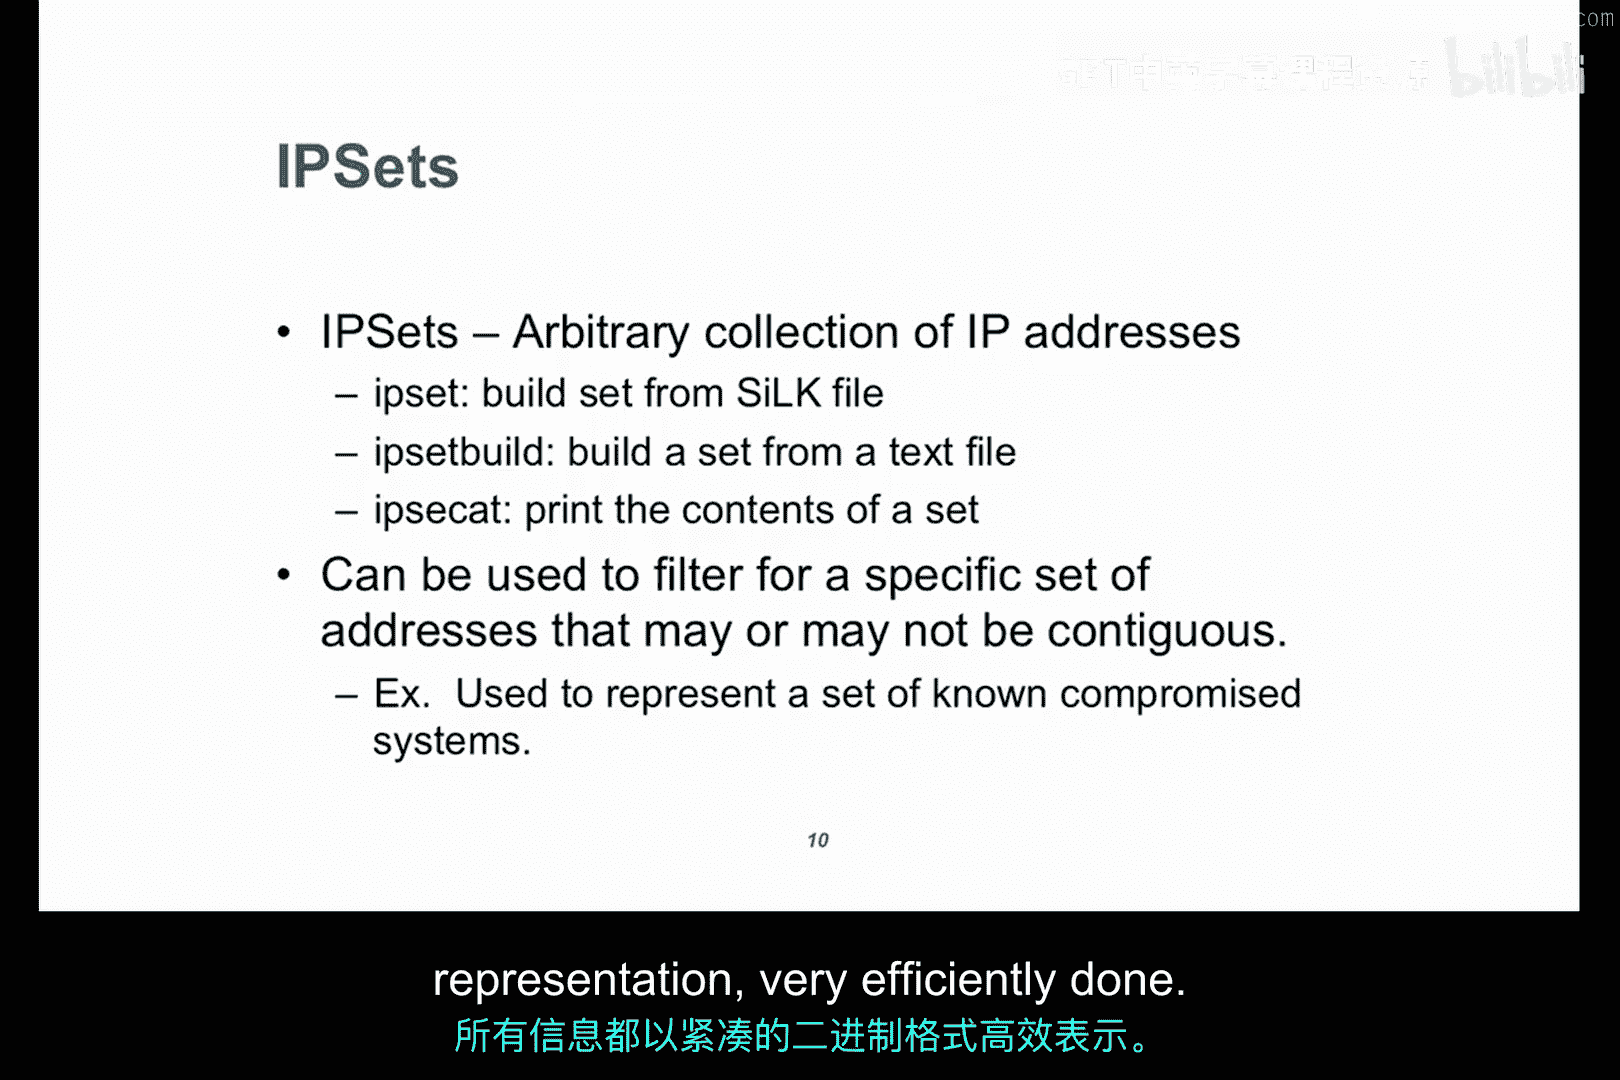 com
bilibili
IPSets
• IPSets – Arbitrary collection of IP addresses
– ipset: build set from SiLK file
– ipsetbuild: build a set from a text file
– ipsecat: print the contents of a set
• Can be used to filter for a specific set of
addresses that may or may not be contiguous.
– Ex. Used to represent a set of known compromised
systems.
10
representation, very efficiently done.
所有信息都以紧凑的二进制格式高效表示。